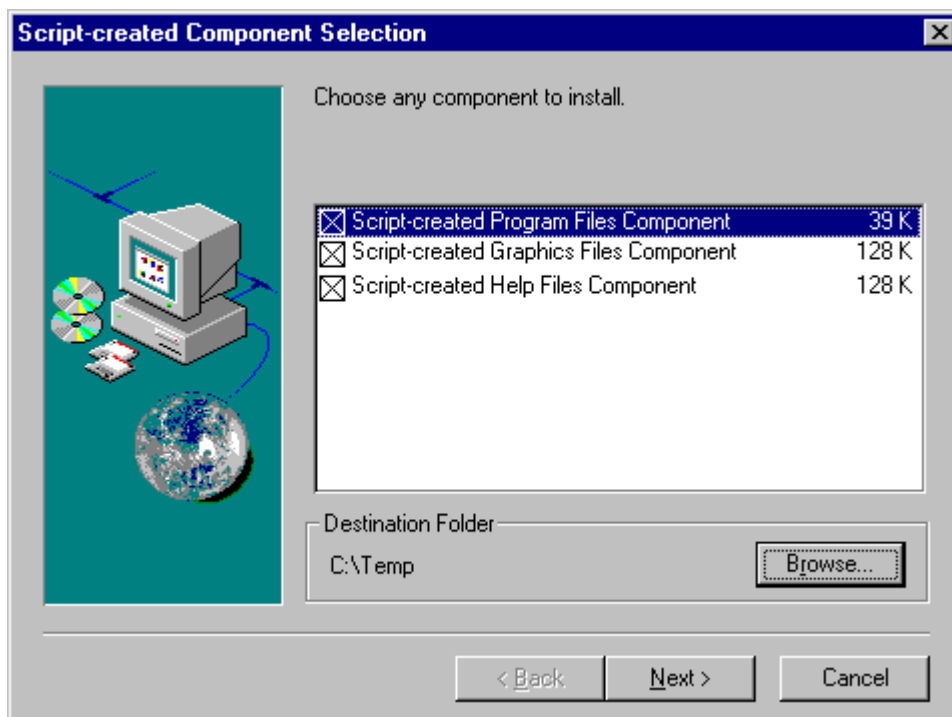 Script-created Component Selection
Choose any component to install.
Script-created Program Files Component 39 K
Script-created Graphics Files Component 128 K
Script-created Help Files Component 128 K
Destination Folder
C:\Temp
Browse...
< Back Next > Cancel